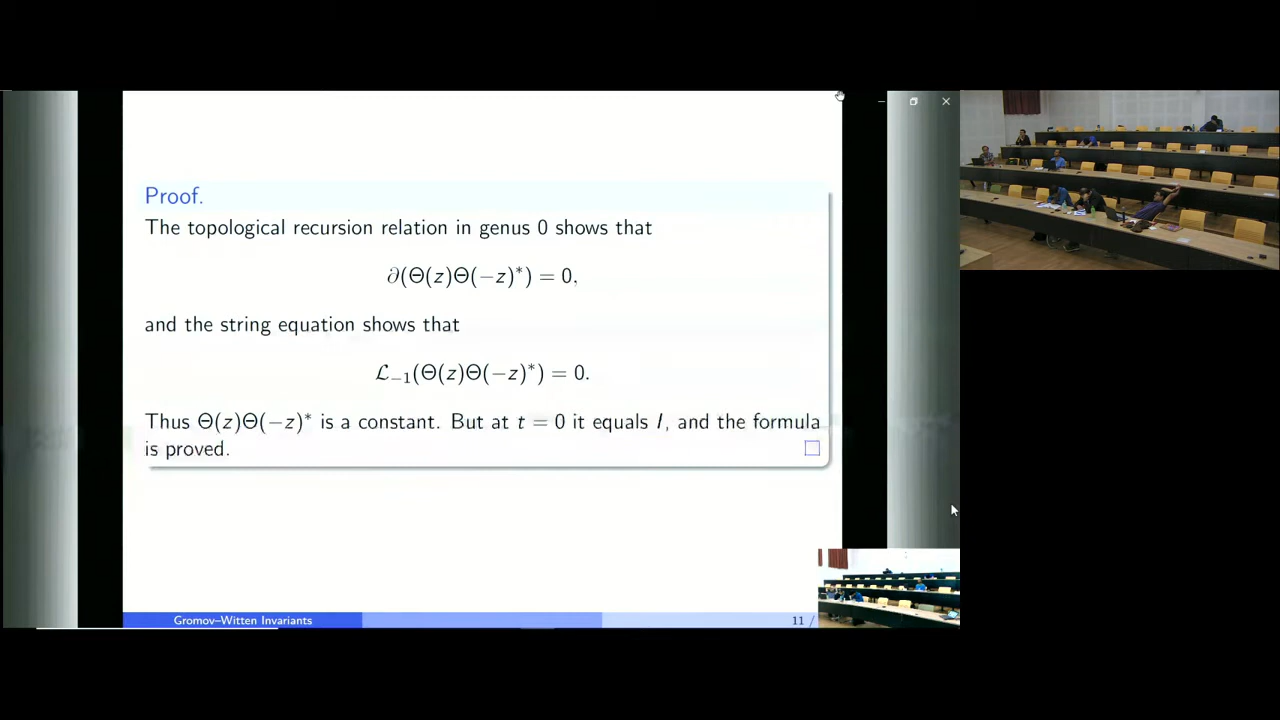 Proof.
The topological recursion relation in genus 0 shows that
∂(Θ(z)Θ(−z)*) = 0,
and the string equation shows that
ℒ₋₁(Θ(z)Θ(−z)*) = 0.
Thus Θ(z)Θ(−z)* is a constant. But at t = 0 it equals I, and the formula
is proved.
Gromov–Witten Invariants
11 /